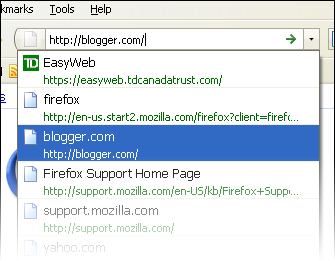 kmarks Tools Help
http://blogger.com/
TD EasyWeb
https://easyweb.tdcanadatrust.com/
firefox
http://en-us.start2.mozilla.com/firefox?client=firef...
blogger.com
http://blogger.com/
Firefox Support Home Page
http://support.mozilla.com/en-US/kb/Firefox+Supp...
support.mozilla.com
http://support.mozilla.com/
yahoo.com